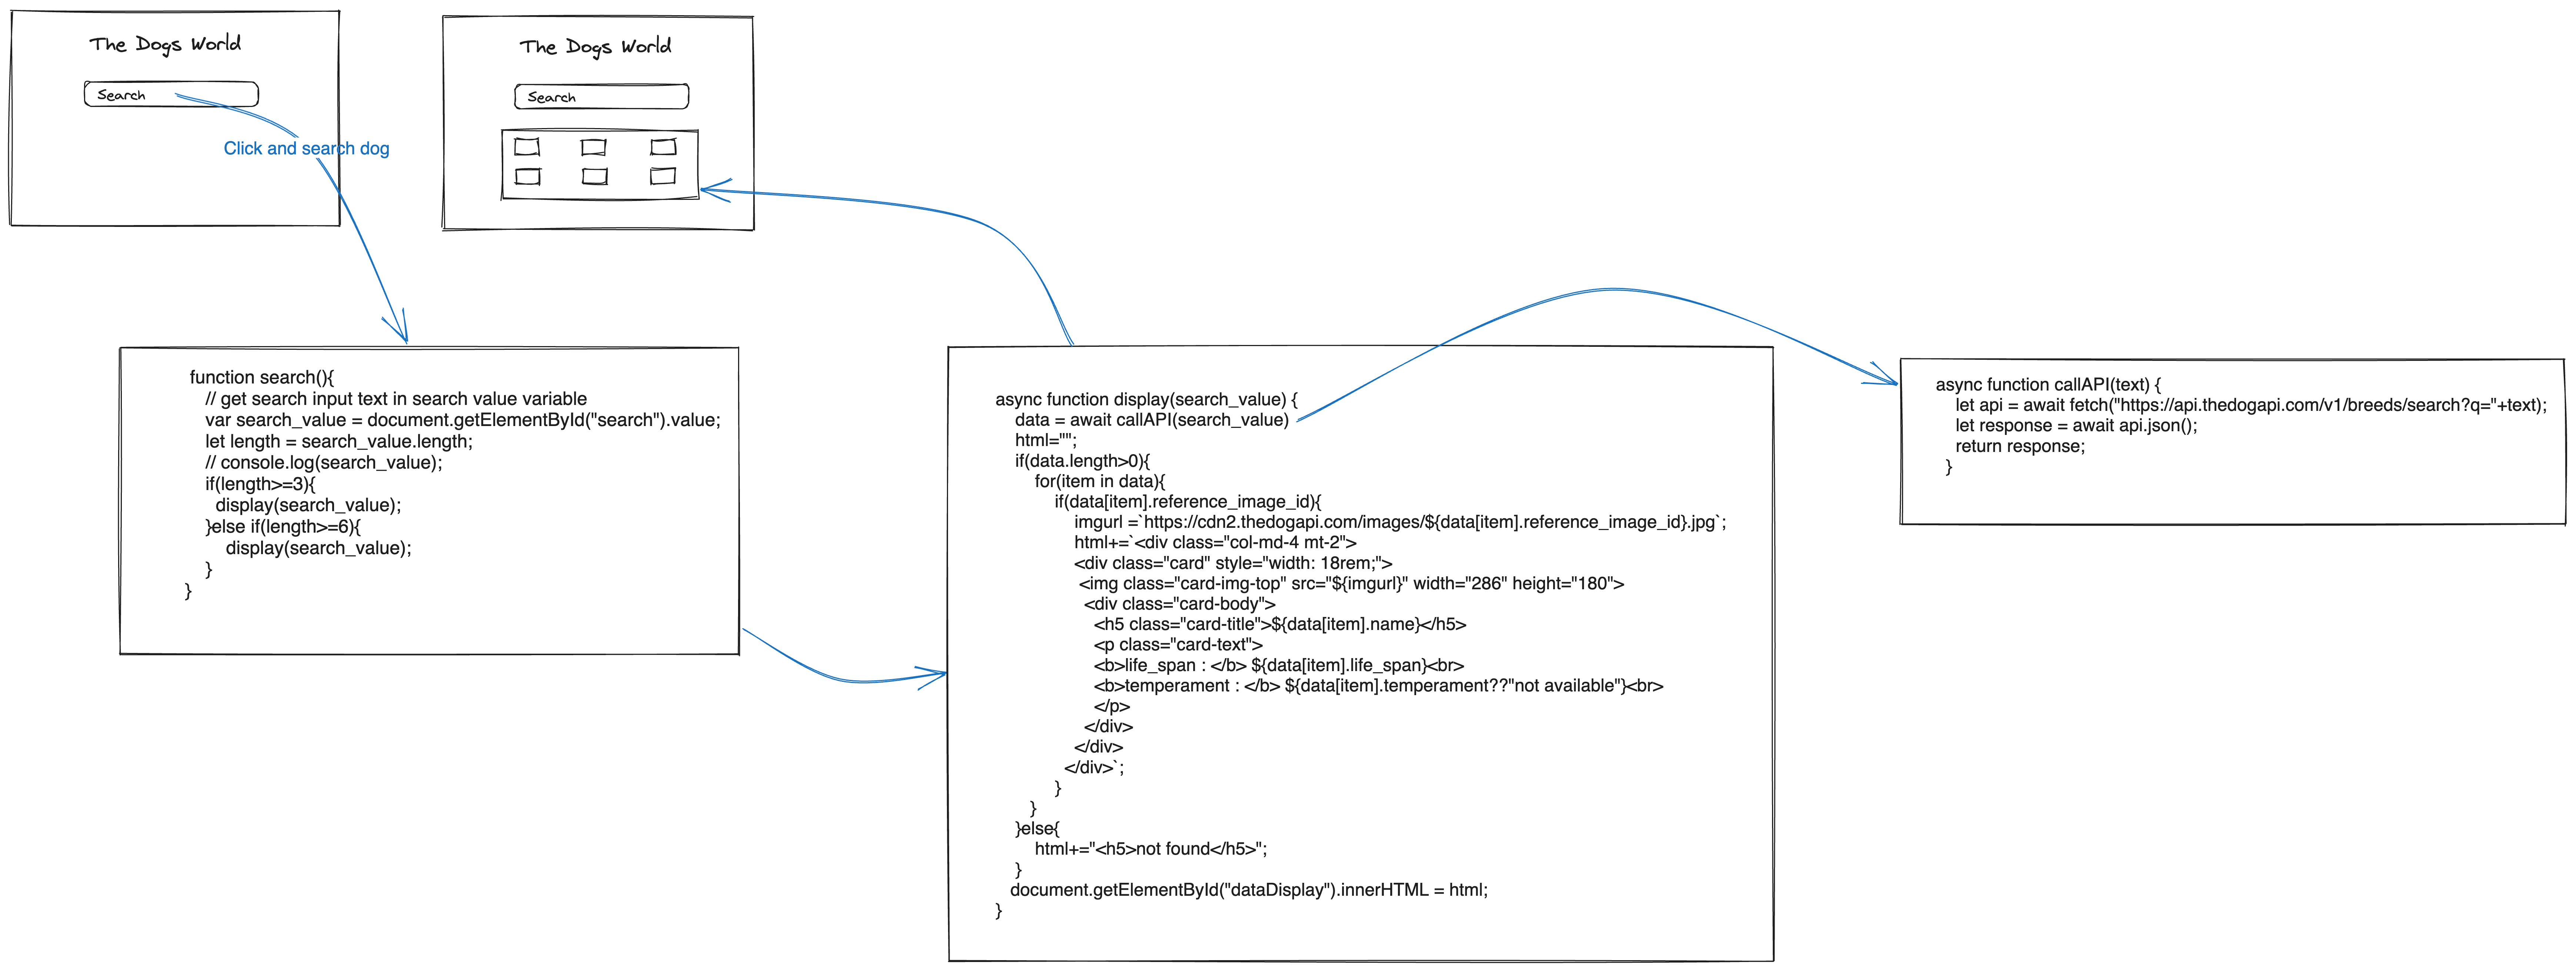 The Dogs World
Search
Click and search dog
The Dogs World
Search
function search(){
// get search input text in search value variable
var search_value = document.getElementById("search").value;
let length = search_value.length;
// console.log(search_value);
if(length>=3){
display(search_value);
}else if(length>=6){
display(search_value);
}
}
async function display(search_value) {
data = await callAPI(search_value)
html="";
if(data.length>0){
for(item in data){
if(data[item].reference_image_id){
imgurl =`https://cdn2.thedogapi.com/images/${data[item].reference_image_id}.jpg`;
html+=`<div class="col-md-4 mt-2">
<div class="card" style="width: 18rem;">
<img class="card-img-top" src="${imgurl}" width="286" height="180">
<div class="card-body">
<h5 class="card-title">${data[item].name}</h5>
<p class="card-text">
<b>life_span : </b> ${data[item].life_span}<br>
<b>temperament : </b> ${data[item].temperament??"not available"}<br>
</p>
</div>
</div>
</div>`;
}
}
}else{
html+="<h5>not found</h5>";
}
document.getElementById("dataDisplay").innerHTML = html;
}
async function callAPI(text) {
let api = await fetch("https://api.thedogapi.com/v1/breeds/search?q="+text);
let response = await api.json();
return response;
}